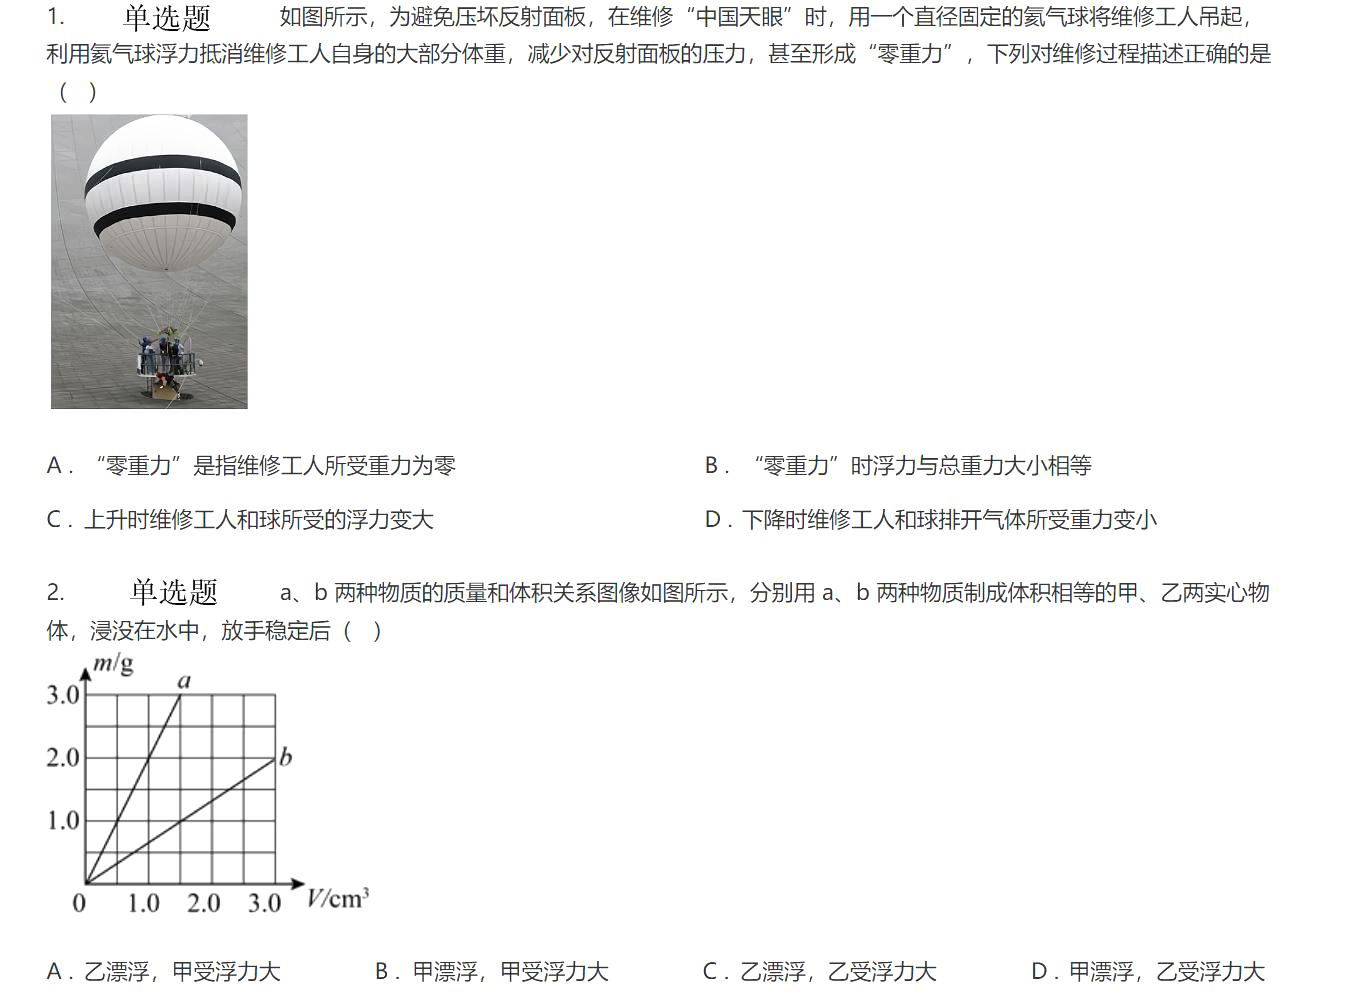 1. 单选题 如图所示，为避免压坏反射面板，在维修“中国天眼”时，用一个直径固定的氦气球将维修工人吊起，
利用氦气球浮力抵消维修工人自身的大部分体重，减少对反射面板的压力，甚至形成“零重力”，下列对维修过程描述正确的是
（ ）
A．“零重力”是指维修工人所受重力为零
B．“零重力”时浮力与总重力大小相等
C．上升时维修工人和球所受的浮力变大
D．下降时维修工人和球排开气体所受重力变小
2. 单选题 a、b 两种物质的质量和体积关系图像如图所示，分别用 a、b 两种物质制成体积相等的甲、乙两实心物
体，浸没在水中，放手稳定后（ ）
m/g
a
3.0
2.0
b
1.0
0 1.0 2.0 3.0 V/cm³
A．乙漂浮，甲受浮力大
B．甲漂浮，甲受浮力大
C．乙漂浮，乙受浮力大
D．甲漂浮，乙受浮力大